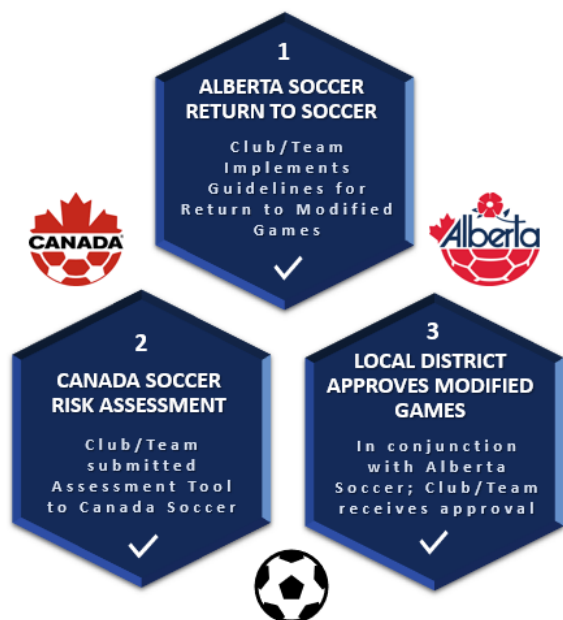 1
ALBERTA SOCCER
RETURN TO SOCCER
Club/Team
Implements
Guidelines for
Return to Modified
Games
CANADA
Alberta
2
CANADA SOCCER
RISK ASSESSMENT
Club/Team
submitted
Assessment Tool
to Canada Soccer
3
LOCAL DISTRICT
APPROVES MODIFIED
GAMES
In conjunction
with Alberta
Soccer; Club/Team
receives approval